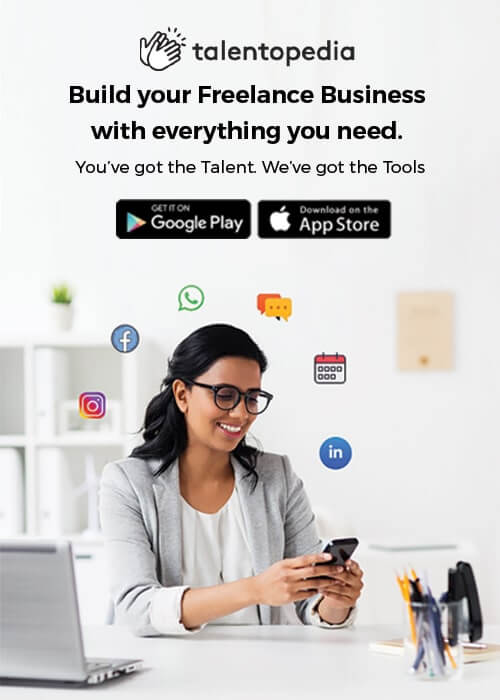 talentopedia
Build your Freelance Business
with everything you need.
You've got the Talent. We've got the Tools
GET IT ON
Google Play
Download on the
App Store
in